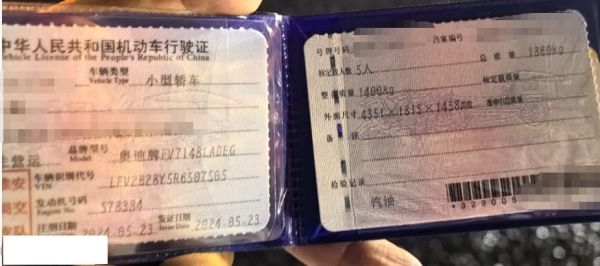 中华人民共和国机动车行驶证
Vehicle License of the People's Republic of China
车辆类型
Vehicle Type
小型轿车
营运
品牌型号
Model
奥迪牌FV7148LADEG
车辆识别代号
VIN
LFV2B28Y5R6507505
发动机号码
Engine No.
S78384
注册日期
2024.05.23
发证日期
Issue Date
2024.05.23
号牌号码
档案编号
核定载人数 5人
总质量 1860kg
整 质量 1400kg
核定载质量
外廓尺寸 4351×1815×1458mm
准牵引总质量
备 注
检验记录
汽油